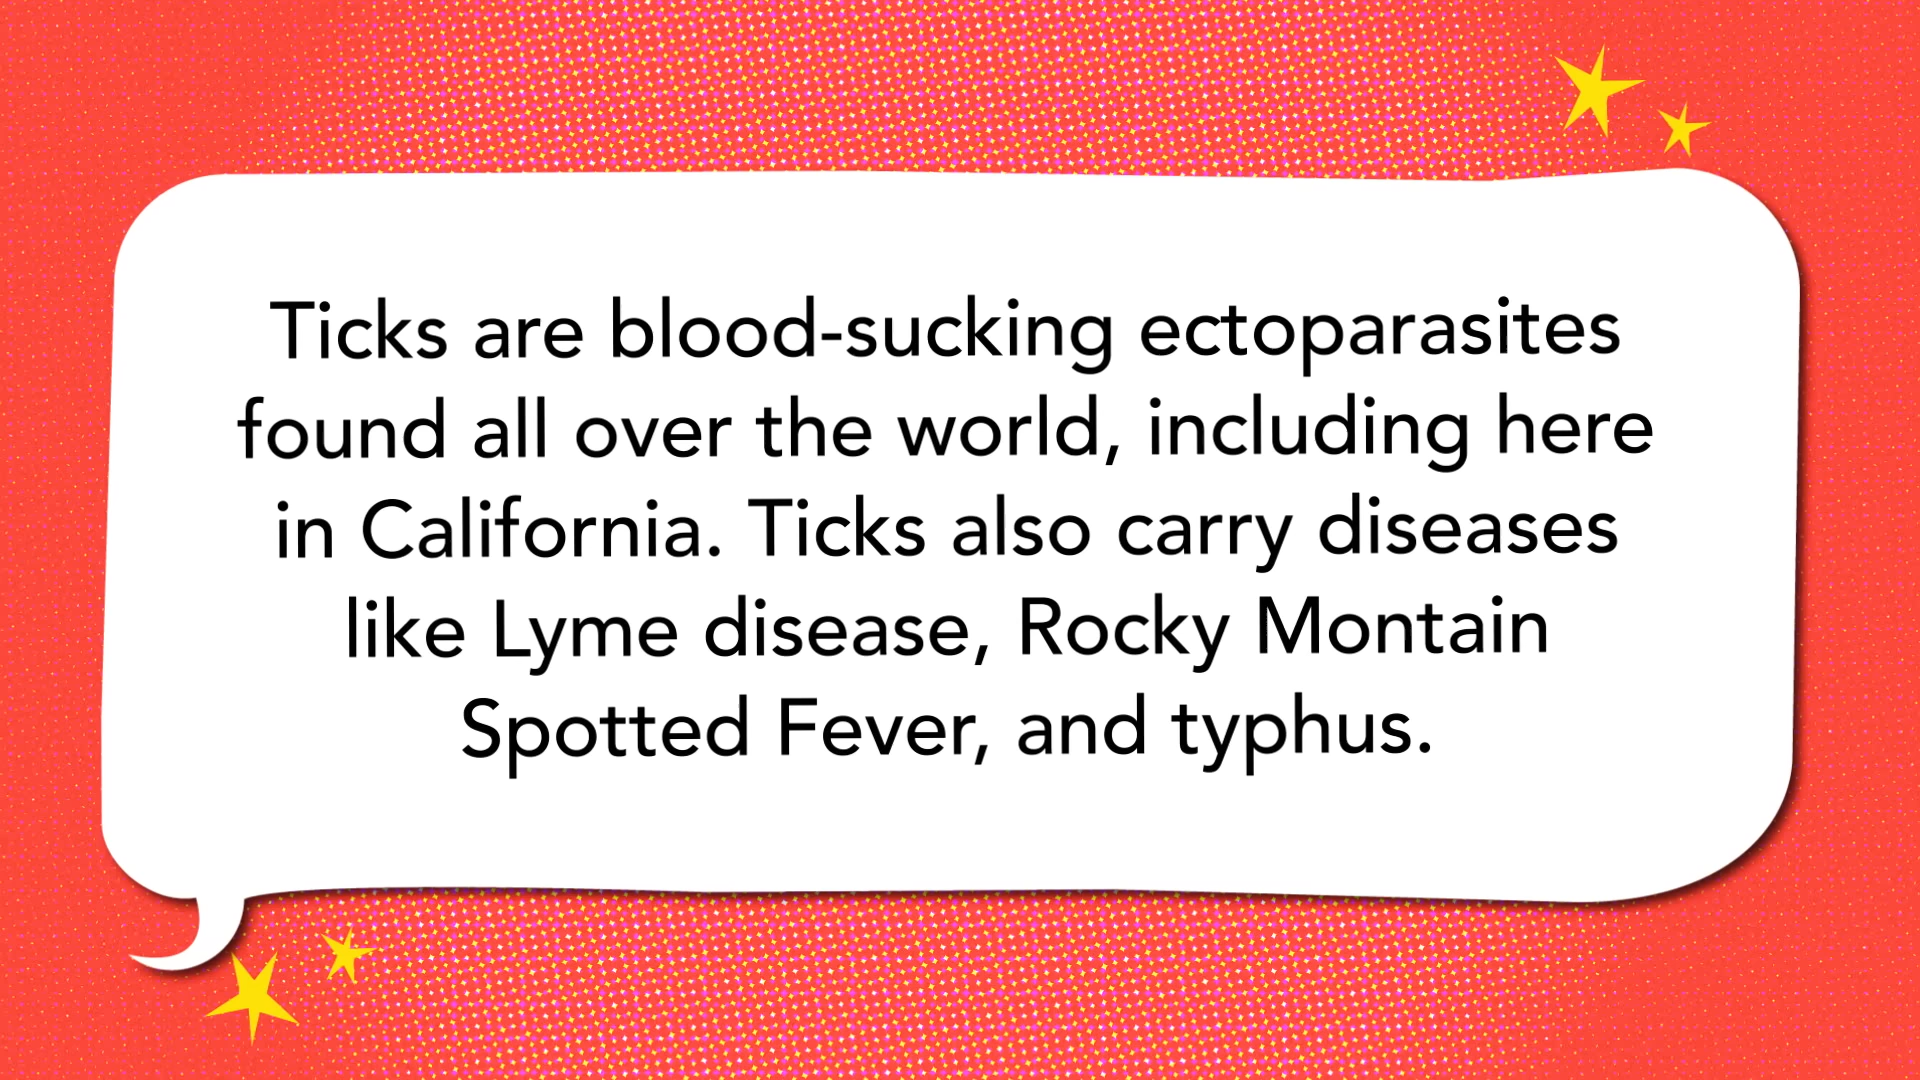 Ticks are blood-sucking ectoparasites
found all over the world, including here
in California. Ticks also carry diseases
like Lyme disease, Rocky Montain
Spotted Fever, and typhus.